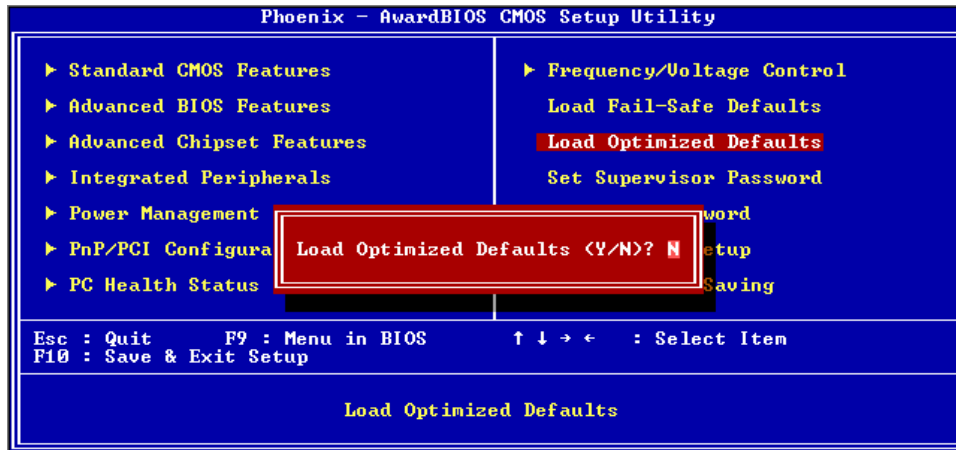 Phoenix - AwardBIOS CMOS Setup Utility
▶ Standard CMOS Features
▶ Advanced BIOS Features
▶ Advanced Chipset Features
▶ Integrated Peripherals
▶ Power Management
▶ PnP/PCI Configura
▶ PC Health Status
▶ Frequency/Voltage Control
Load Fail-Safe Defaults
Load Optimized Defaults
Set Supervisor Password
word
etup
Saving
Load Optimized Defaults (Y/N)? N
Esc : Quit F9 : Menu in BIOS ↑ ↓ → ← : Select Item
F10 : Save & Exit Setup
Load Optimized Defaults